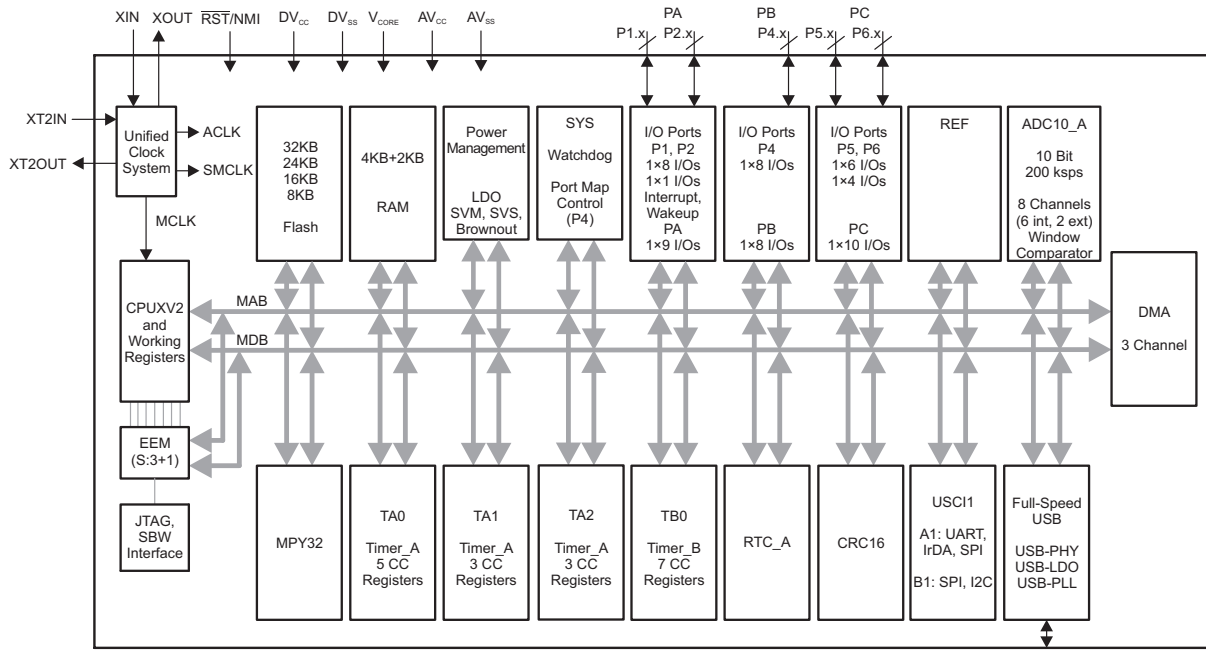 XIN
XOUT
RST/NMI
DVCC
DVSS
VCORE
AVCC
AVSS
PA
P1.x
P2.x
PB
P4.x
PC
P5.x
P6.x
XT2IN
XT2OUT
Unified
Clock
System
ACLK
SMCLK
MCLK
32KB
24KB
16KB
8KB
Flash
4KB+2KB
RAM
Power
Management
LDO
SVM, SVS,
Brownout
SYS
Watchdog
Port Map
Control
(P4)
I/O Ports
P1, P2
1×8 I/Os
1×1 I/Os
Interrupt,
Wakeup
PA
1×9 I/Os
I/O Ports
P4
1×8 I/Os
PB
1×8 I/Os
I/O Ports
P5, P6
1×6 I/Os
1×4 I/Os
PC
1×10 I/Os
REF
ADC10_A
10 Bit
200 ksps
8 Channels
(6 int, 2 ext)
Window
Comparator
CPUXV2
and
Working
Registers
MAB
MDB
DMA
3 Channel
EEM
(S:3+1)
JTAG,
SBW
Interface
MPY32
TA0
Timer_A
5 CC
Registers
TA1
Timer_A
3 CC
Registers
TA2
Timer_A
3 CC
Registers
TB0
Timer_B
7 CC
Registers
RTC_A
CRC16
USCI1
A1: UART,
IrDA, SPI
B1: SPI, I2C
Full-Speed
USB
USB-PHY
USB-LDO
USB-PLL